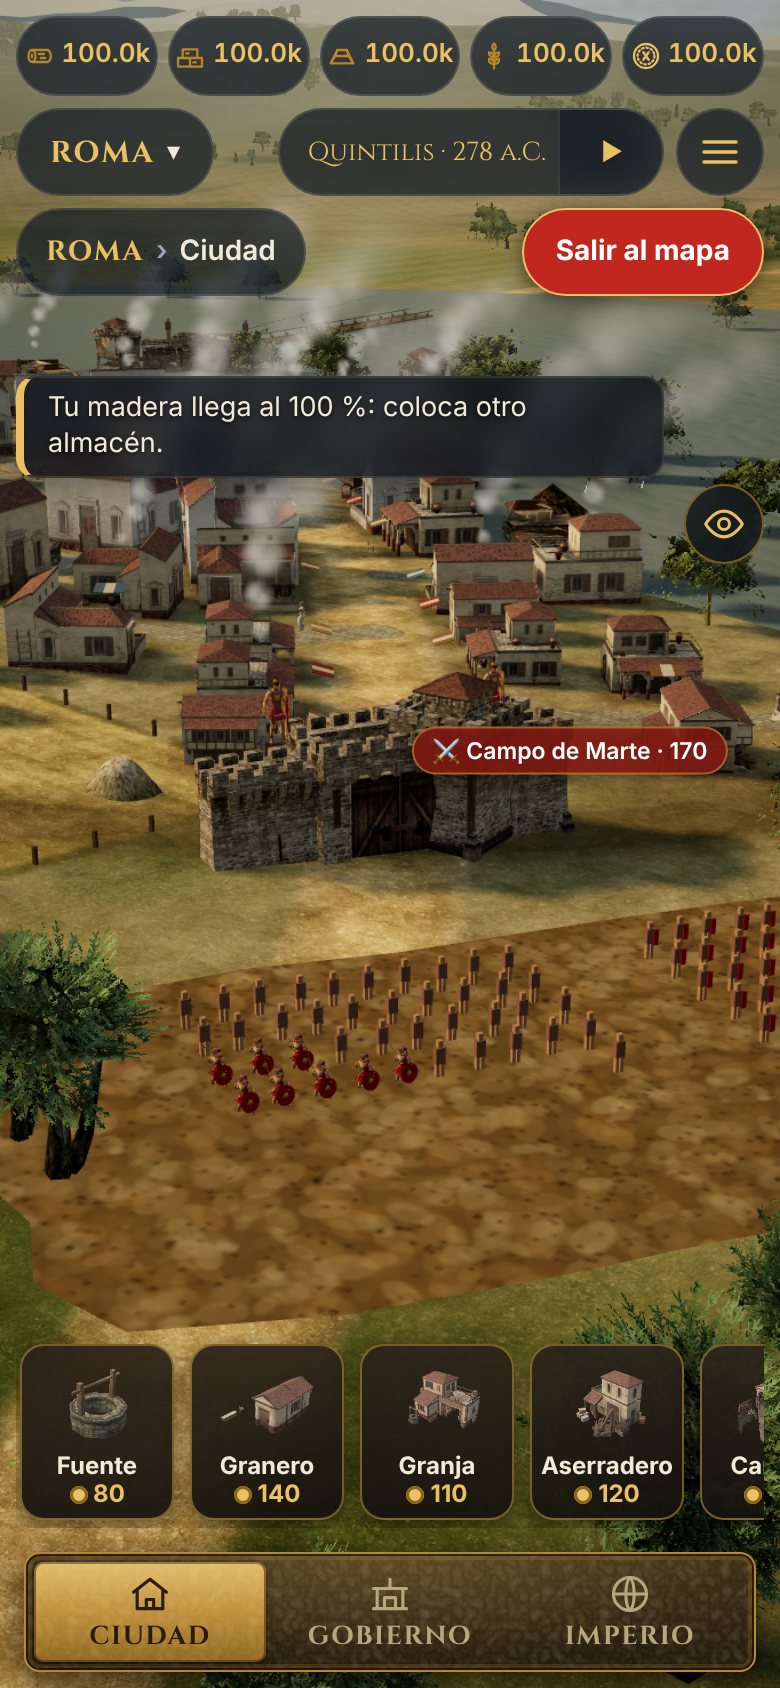 100.0k 100.0k 100.0k 100.0k 100.0k
ROMA ▼
QUINTILIS · 278 A.C.
ROMA › Ciudad
Salir al mapa
Tu madera llega al 100 %: coloca otro
almacén.
⚔ Campo de Marte · 170
Fuente
80
Granero
140
Granja
110
Aserradero
120
Ca
CIUDAD
GOBIERNO
IMPERIO